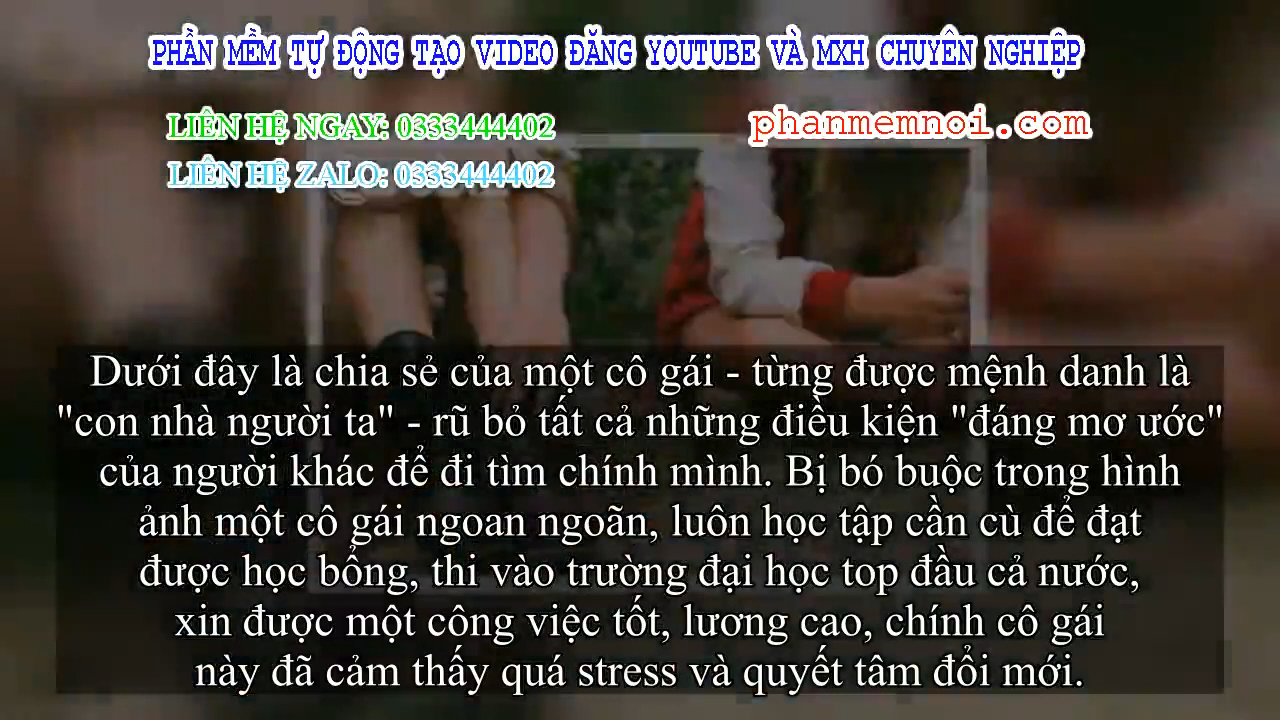 PHẦN MỀM TỰ ĐỘNG TẠO VIDEO ĐĂNG YOUTUBE VÀ MXH CHUYÊN NGHIỆP
LIÊN HỆ NGAY: 0333444402
phanmemnoi.com
LIÊN HỆ ZALO: 0333444402
Dưới đây là chia sẻ của một cô gái - từng được mệnh danh là
"con nhà người ta" - rũ bỏ tất cả những điều kiện "đáng mơ ước"
của người khác để đi tìm chính mình. Bị bó buộc trong hình
ảnh một cô gái ngoan ngoãn, luôn học tập cần cù để đạt
được học bổng, thi vào trường đại học top đầu cả nước,
xin được một công việc tốt, lương cao, chính cô gái
này đã cảm thấy quá stress và quyết tâm đổi mới.